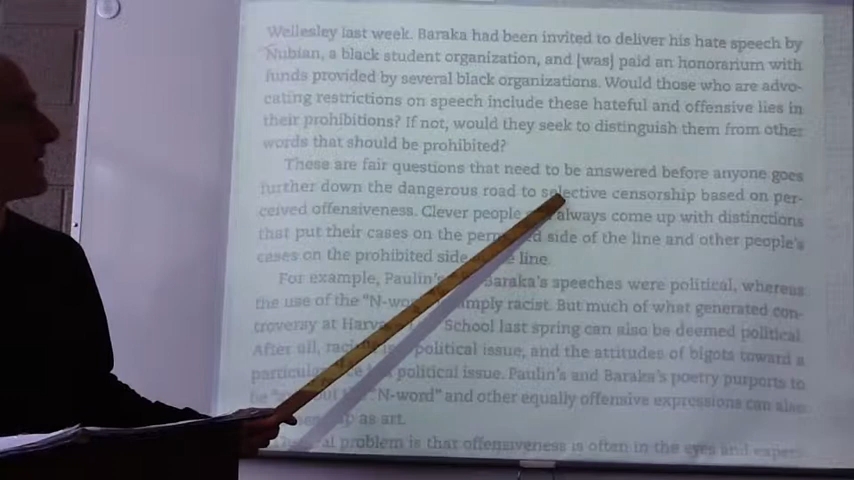 Wellesley last week. Baraka had been invited to deliver his hate speech by
Nubian, a black student organization, and [was] paid an honorarium with
funds provided by several black organizations. Would those who are advo-
cating restrictions on speech include these hateful and offensive lies in
their prohibitions? If not, would they seek to distinguish them from other
words that should be prohibited?
These are fair questions that need to be answered before anyone goes
further down the dangerous road to selective censorship based on per-
ceived offensiveness. Clever people always come up with distinctions
that put their cases on the side of the line and other people's
cases on the prohibited side line.
For example, Paulin's Baraka's speeches were political, whereas
the use of the "N-word" simply racist. But much of what generated con-
troversy at School last spring can also be deemed political.
After all, is political issue, and the attitudes of bigots toward a
particular political issue. Paulin's and Baraka's poetry purports to
be "N-word" and other equally offensive expressions can also
as art.
problem is that offensiveness is often in the eyes and